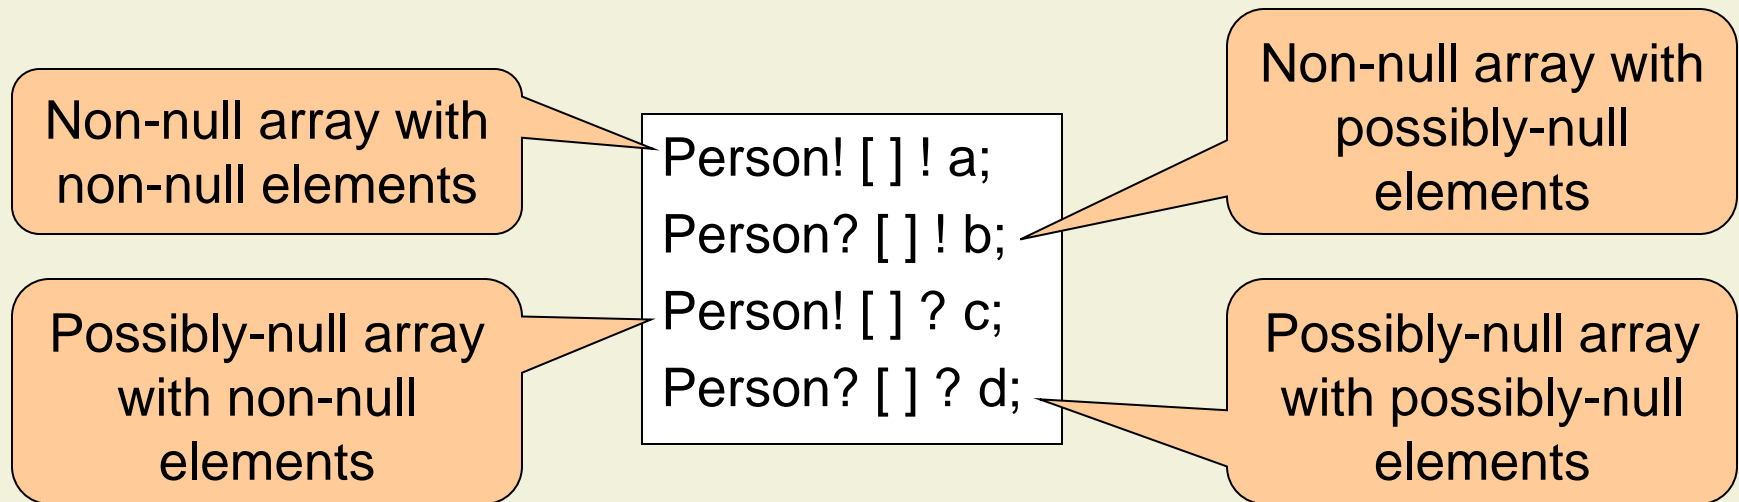 Non-null array with
non-null elements
Possibly-null array
with non-null
elements
Person! [ ] ! a;
Person? [ ] ! b;
Person! [ ] ? c;
Person? [ ] ? d;
Non-null array with
possibly-null
elements
Possibly-null array
with possibly-null
elements